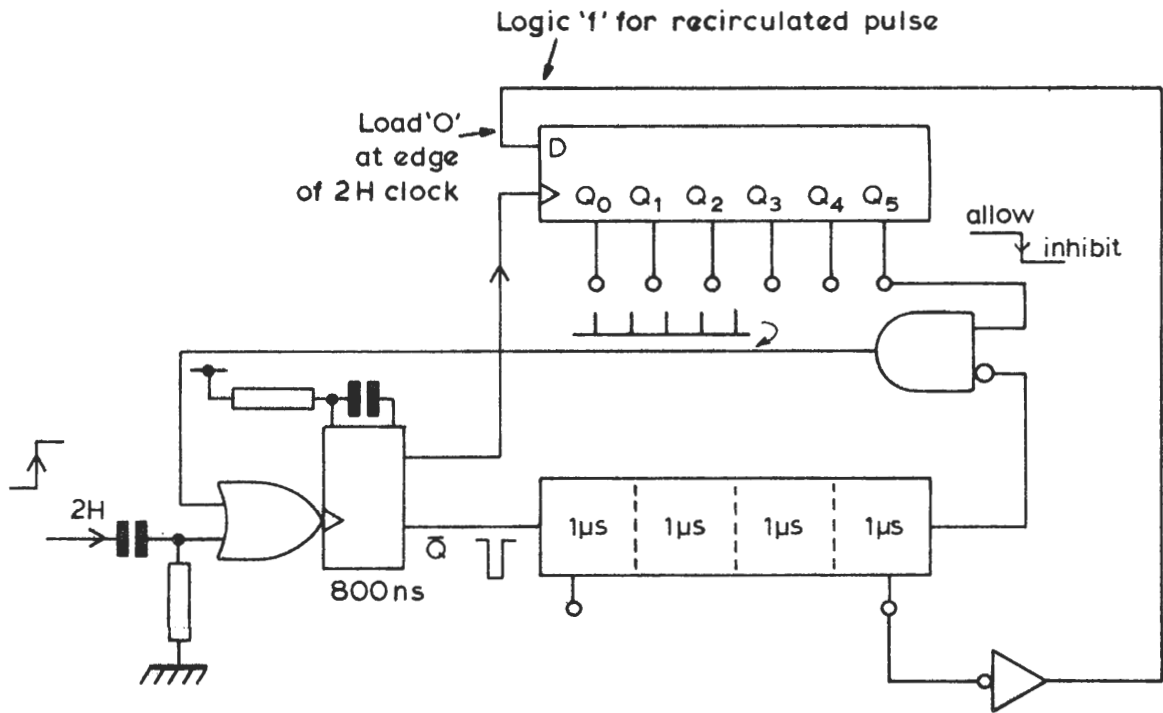 Logic '1' for recirculated pulse
Load 'O'
at edge
of 2H clock
D
Q0 Q1 Q2 Q3 Q4 Q5
allow
inhibit
2H
Q̄
800ns
1µs 1µs 1µs 1µs